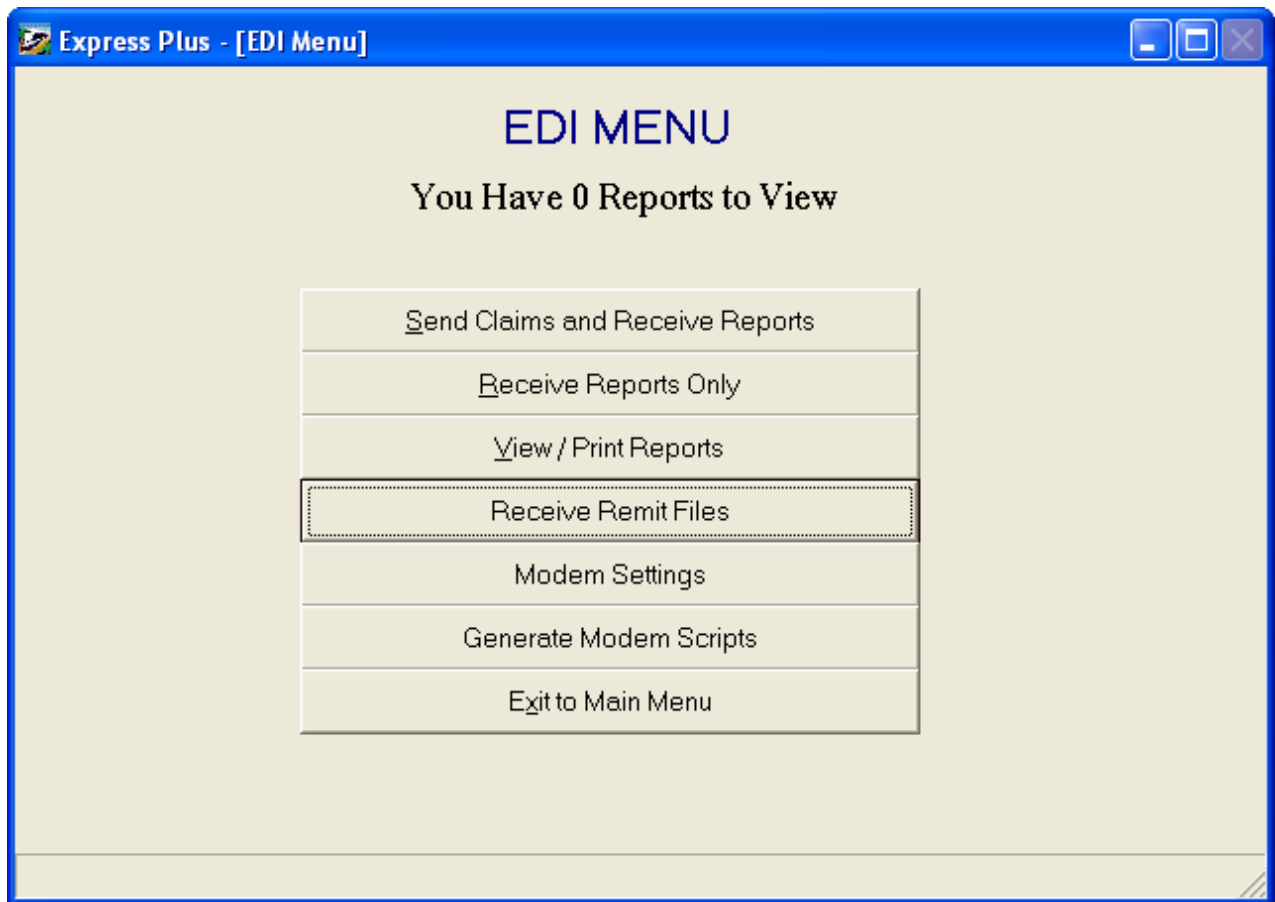 Express Plus - [EDI Menu]
EDI MENU
You Have 0 Reports to View
Send Claims and Receive Reports
Receive Reports Only
View / Print Reports
Receive Remit Files
Modem Settings
Generate Modem Scripts
Exit to Main Menu